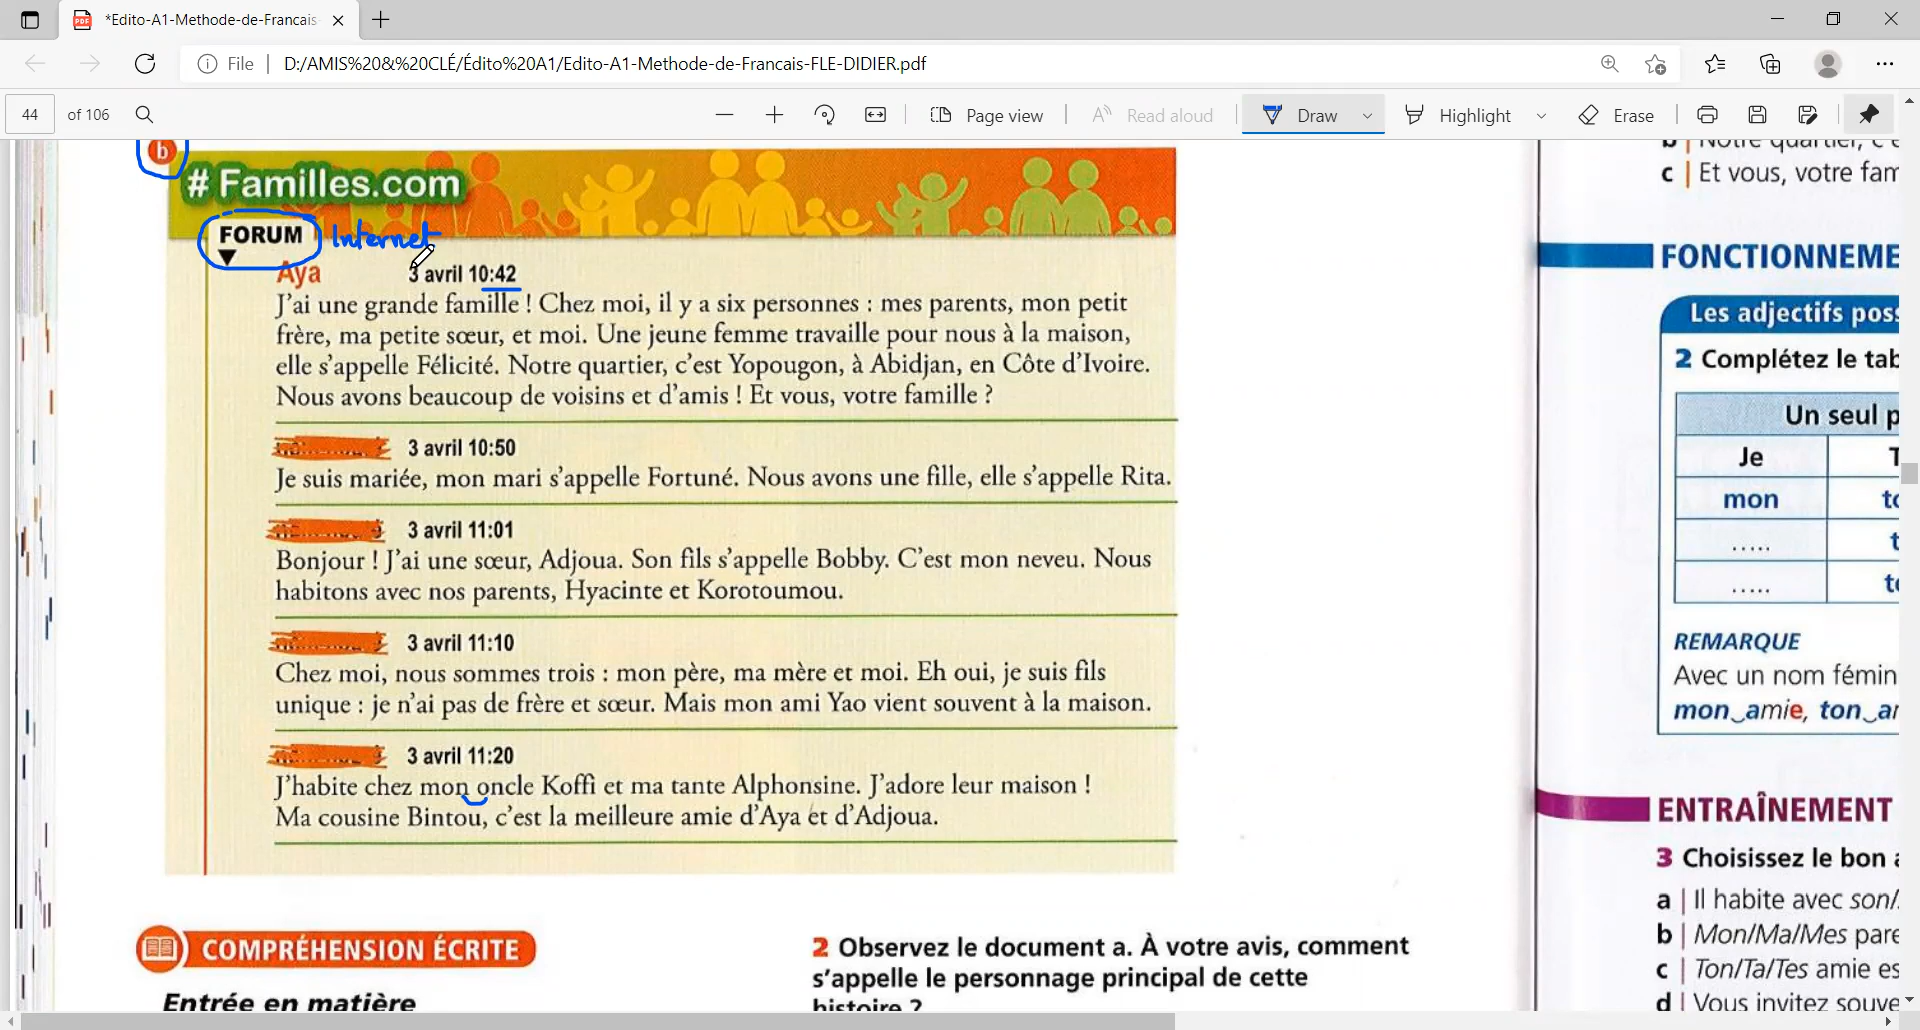 *Edito-A1-Methode-de-Francais
File
D:/AMIS%20&%20CLÉ/Édito%20A1/Edito-A1-Methode-de-Francais-FLE-DIDIER.pdf
44 of 106
Page view
Read aloud
Draw
Highlight
Erase
b
# Familles.com
FORUM Internet
Aya 3 avril 10:42
J'ai une grande famille ! Chez moi, il y a six personnes : mes parents, mon petit
frère, ma petite sœur, et moi. Une jeune femme travaille pour nous à la maison,
elle s'appelle Félicité. Notre quartier, c'est Yopougon, à Abidjan, en Côte d'Ivoire.
Nous avons beaucoup de voisins et d'amis ! Et vous, votre famille ?
3 avril 10:50
Je suis mariée, mon mari s'appelle Fortuné. Nous avons une fille, elle s'appelle Rita.
3 avril 11:01
Bonjour ! J'ai une sœur, Adjoua. Son fils s'appelle Bobby. C'est mon neveu. Nous
habitons avec nos parents, Hyacinte et Korotoumou.
3 avril 11:10
Chez moi, nous sommes trois : mon père, ma mère et moi. Eh oui, je suis fils
unique : je n'ai pas de frère et sœur. Mais mon ami Yao vient souvent à la maison.
3 avril 11:20
J'habite chez mon oncle Koffi et ma tante Alphonsine. J'adore leur maison !
Ma cousine Bintou, c'est la meilleure amie d'Aya et d'Adjoua.
COMPRÉHENSION ÉCRITE
Entrée en matière
2 Observez le document a. À votre avis, comment
s'appelle le personnage principal de cette
histoire ?
b | Notre quartier, c'e
c | Et vous, votre fam
FONCTIONNEME
Les adjectifs poss
2 Complétez le tab
Un seul p
Je T
mon to
..... t
..... te
REMARQUE
Avec un nom fémin
mon amie, ton a
ENTRAÎNEMENT
3 Choisissez le bon a
a | Il habite avec son/
b | Mon/Ma/Mes pare
c | Ton/Ta/Tes amie es
d | Vous invitez souve